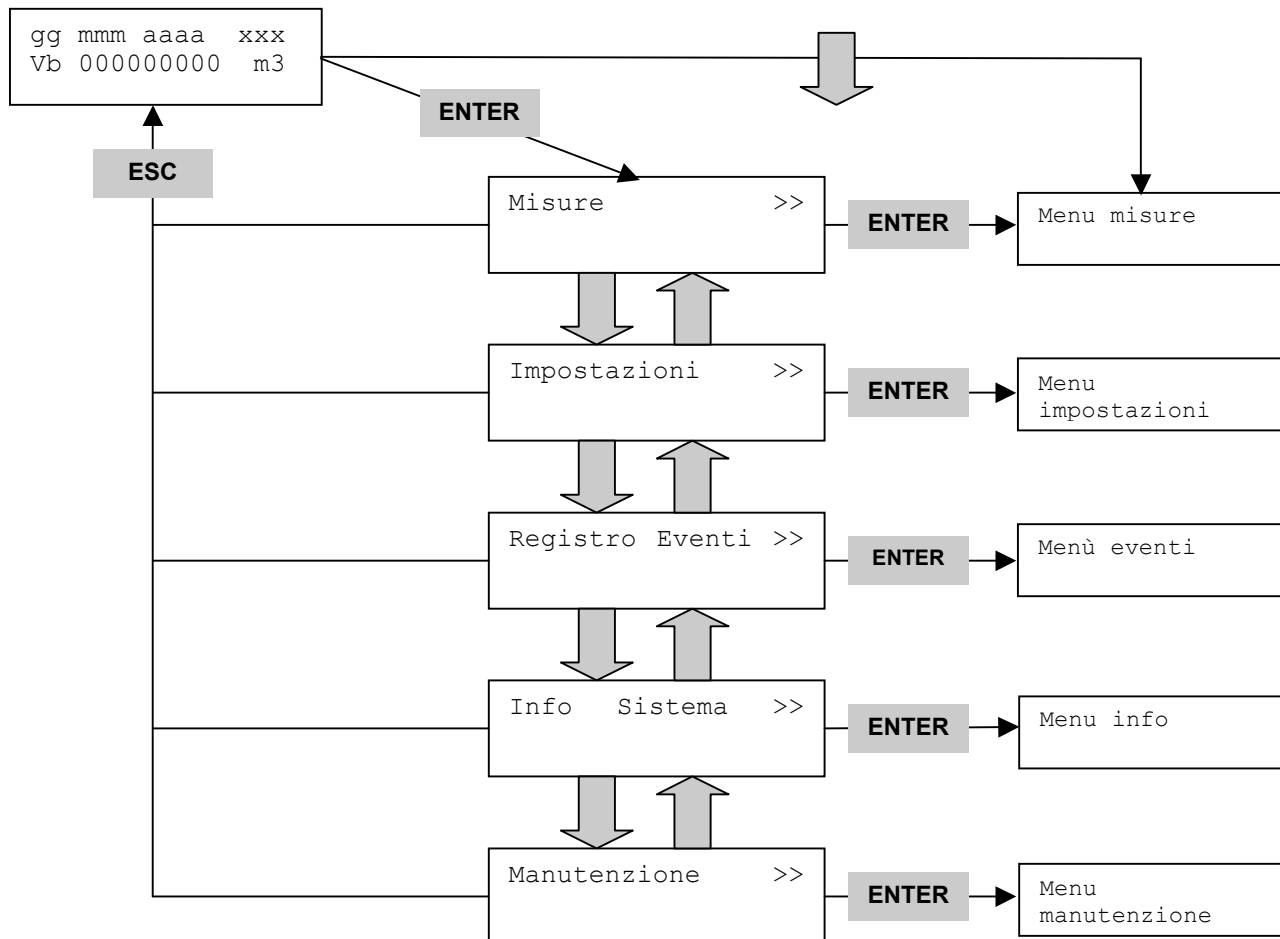 gg mmm aaaa xxx
Vb 000000000 m3
ENTER
ESC
Misure >>
ENTER
Menu misure
Impostazioni >>
ENTER
Menu
impostazioni
Registro Eventi >>
ENTER
Menù eventi
Info Sistema >>
ENTER
Menu info
Manutenzione >>
ENTER
Menu
manutenzione